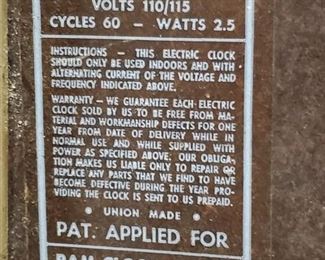 VOLTS 110/115
CYCLES 60 – WATTS 2.5
INSTRUCTIONS – THIS ELECTRIC CLOCK
SHOULD ONLY BE USED INDOORS AND WITH
ALTERNATING CURRENT OF THE VOLTAGE AND
FREQUENCY INDICATED ABOVE.
WARRANTY – WE GUARANTEE EACH ELECTRIC
CLOCK SOLD BY US TO BE FREE FROM MA-
TERIAL AND WORKMANSHIP DEFECTS FOR ONE
YEAR FROM DATE OF DELIVERY WHILE IN
NORMAL USE AND WHILE SUPPLIED WITH
POWER AS SPECIFIED ABOVE: OUR OBLIGA-
TION MAKES US LIABLE ONLY TO REPAIR OR
REPLACE ANY PARTS THAT WE FIND TO HAVE
BECOME DEFECTIVE DURING THE YEAR PRO-
VIDING THE CLOCK IS SENT TO US PREPAID.
• UNION MADE •
PAT. APPLIED FOR